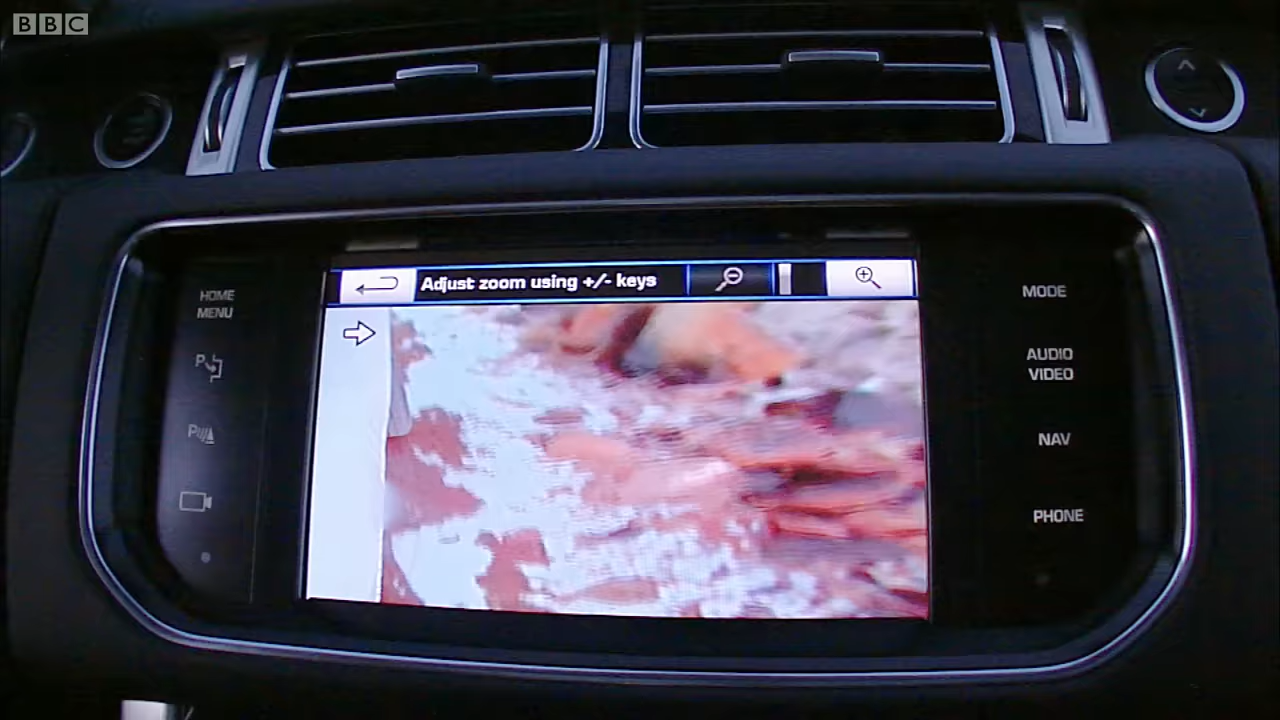 BBC
Adjust zoom using +/- keys
HOME
MENU
P
P
MODE
AUDIO
VIDEO
NAV
PHONE